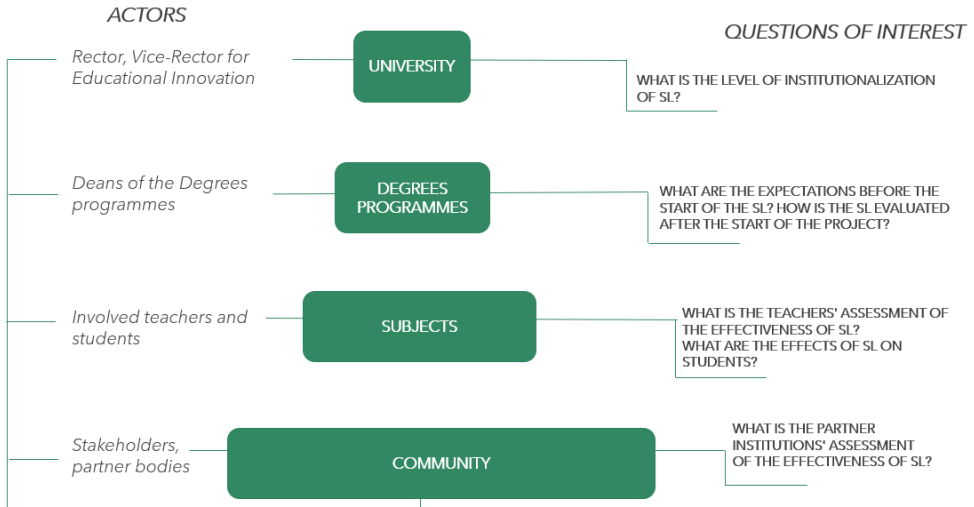 ACTORS
QUESTIONS OF INTEREST
Rector, Vice-Rector for
Educational Innovation
UNIVERSITY
WHAT IS THE LEVEL OF INSTITUTIONALIZATION
OF SL?
Deans of the Degrees
programmes
DEGREES
PROGRAMMES
WHAT ARE THE EXPECTATIONS BEFORE THE
START OF THE SL? HOW IS THE SL EVALUATED
AFTER THE START OF THE PROJECT?
Involved teachers and
students
SUBJECTS
WHAT IS THE TEACHERS' ASSESSMENT OF
THE EFFECTIVENESS OF SL?
WHAT ARE THE EFFECTS OF SL ON
STUDENTS?
Stakeholders,
partner bodies
COMMUNITY
WHAT IS THE PARTNER
INSTITUTIONS' ASSESSMENT
OF THE EFFECTIVENESS OF SL?